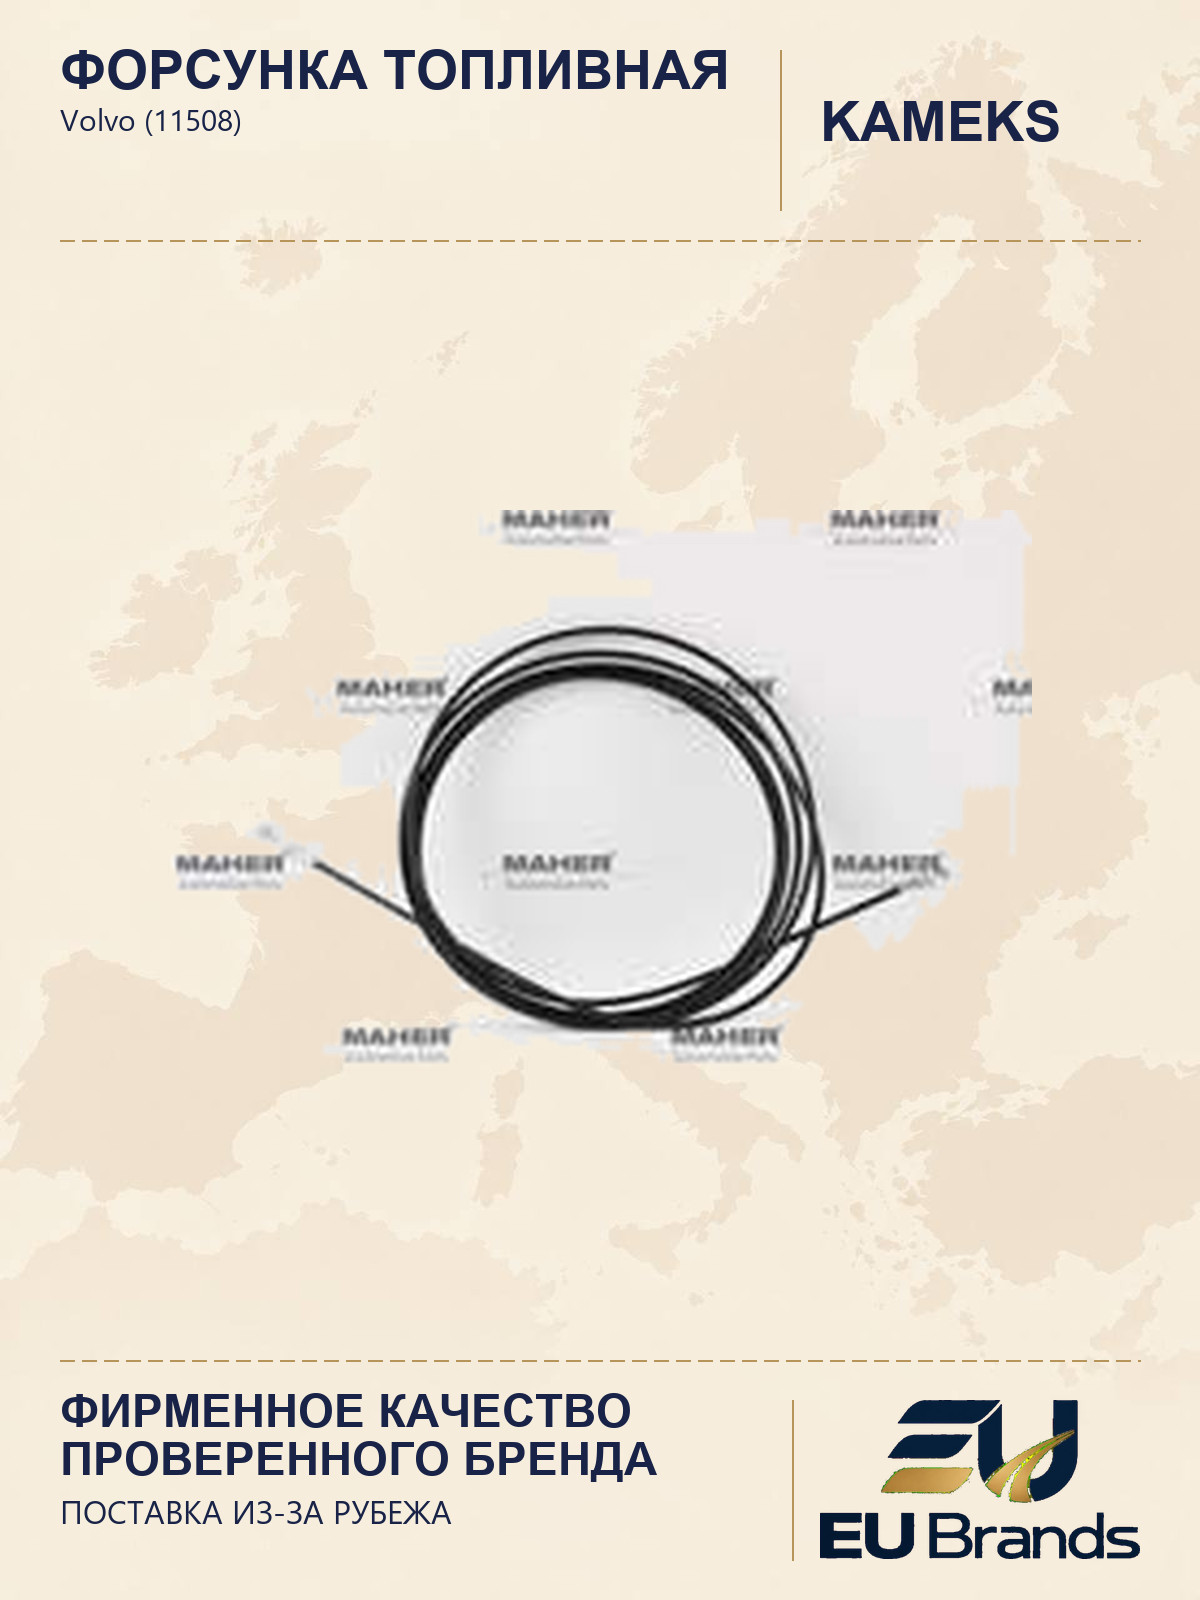 ФОРСУНКА ТОПЛИВНАЯ
Volvo (11508)
KAMEKS
MAHER
MAHER
MAHER
MAHER
MAHER
MAHER
MAHER
MAHER
ФИРМЕННОЕ КАЧЕСТВО
ПРОВЕРЕННОГО БРЕНДА
ПОСТАВКА ИЗ-ЗА РУБЕЖА
EU
EU Brands